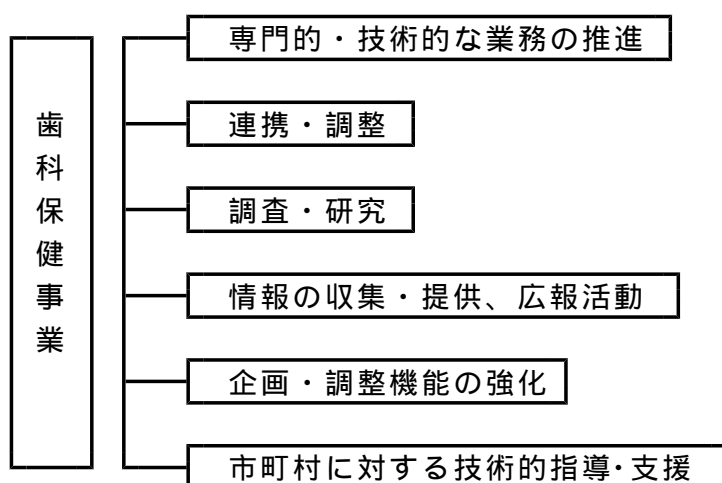 歯科保健事業
専門的・技術的な業務の推進
連携・調整
調査・研究
情報の収集・提供、広報活動
企画・調整機能の強化
市町村に対する技術的指導・支援